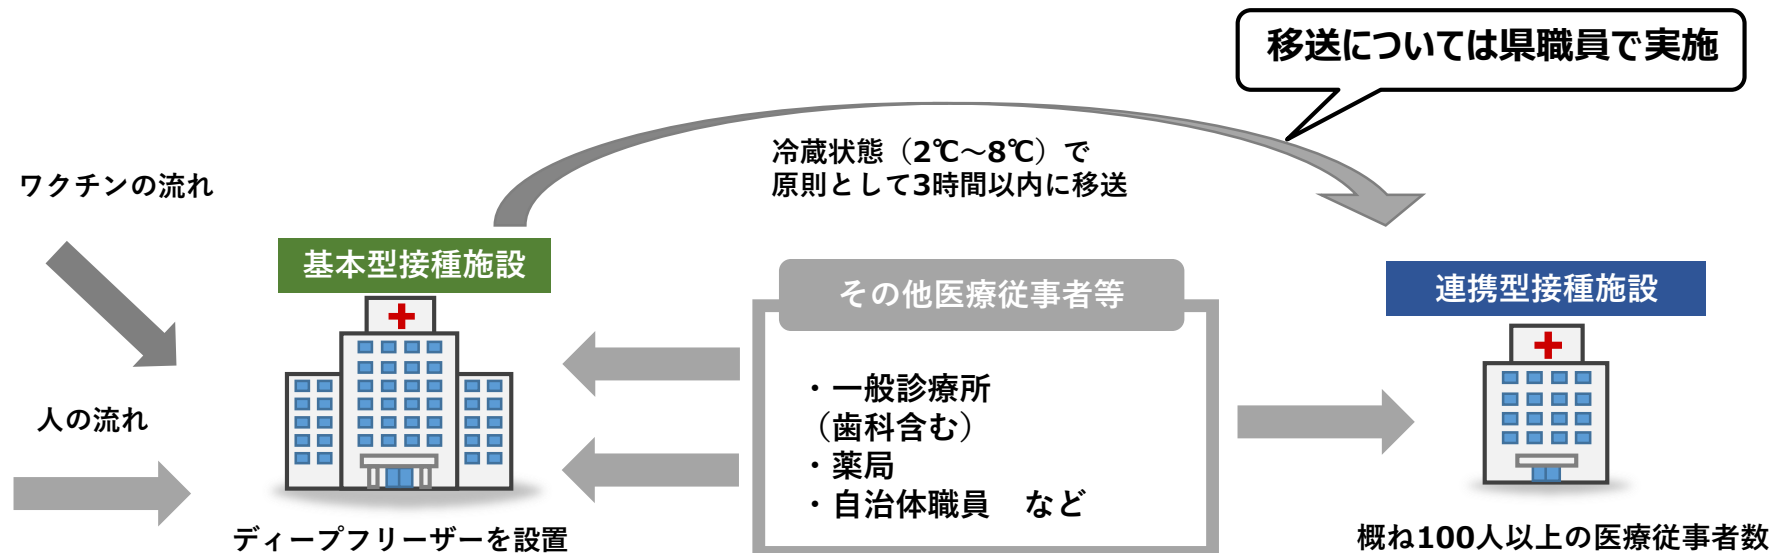 移送については県職員で実施
冷蔵状態（2℃～8℃）で
原則として3時間以内に移送
ワクチンの流れ
基本型接種施設
その他医療従事者等
連携型接種施設
・一般診療所
（歯科含む）
・薬局
・自治体職員　など
人の流れ
ディープフリーザーを設置
概ね100人以上の医療従事者数